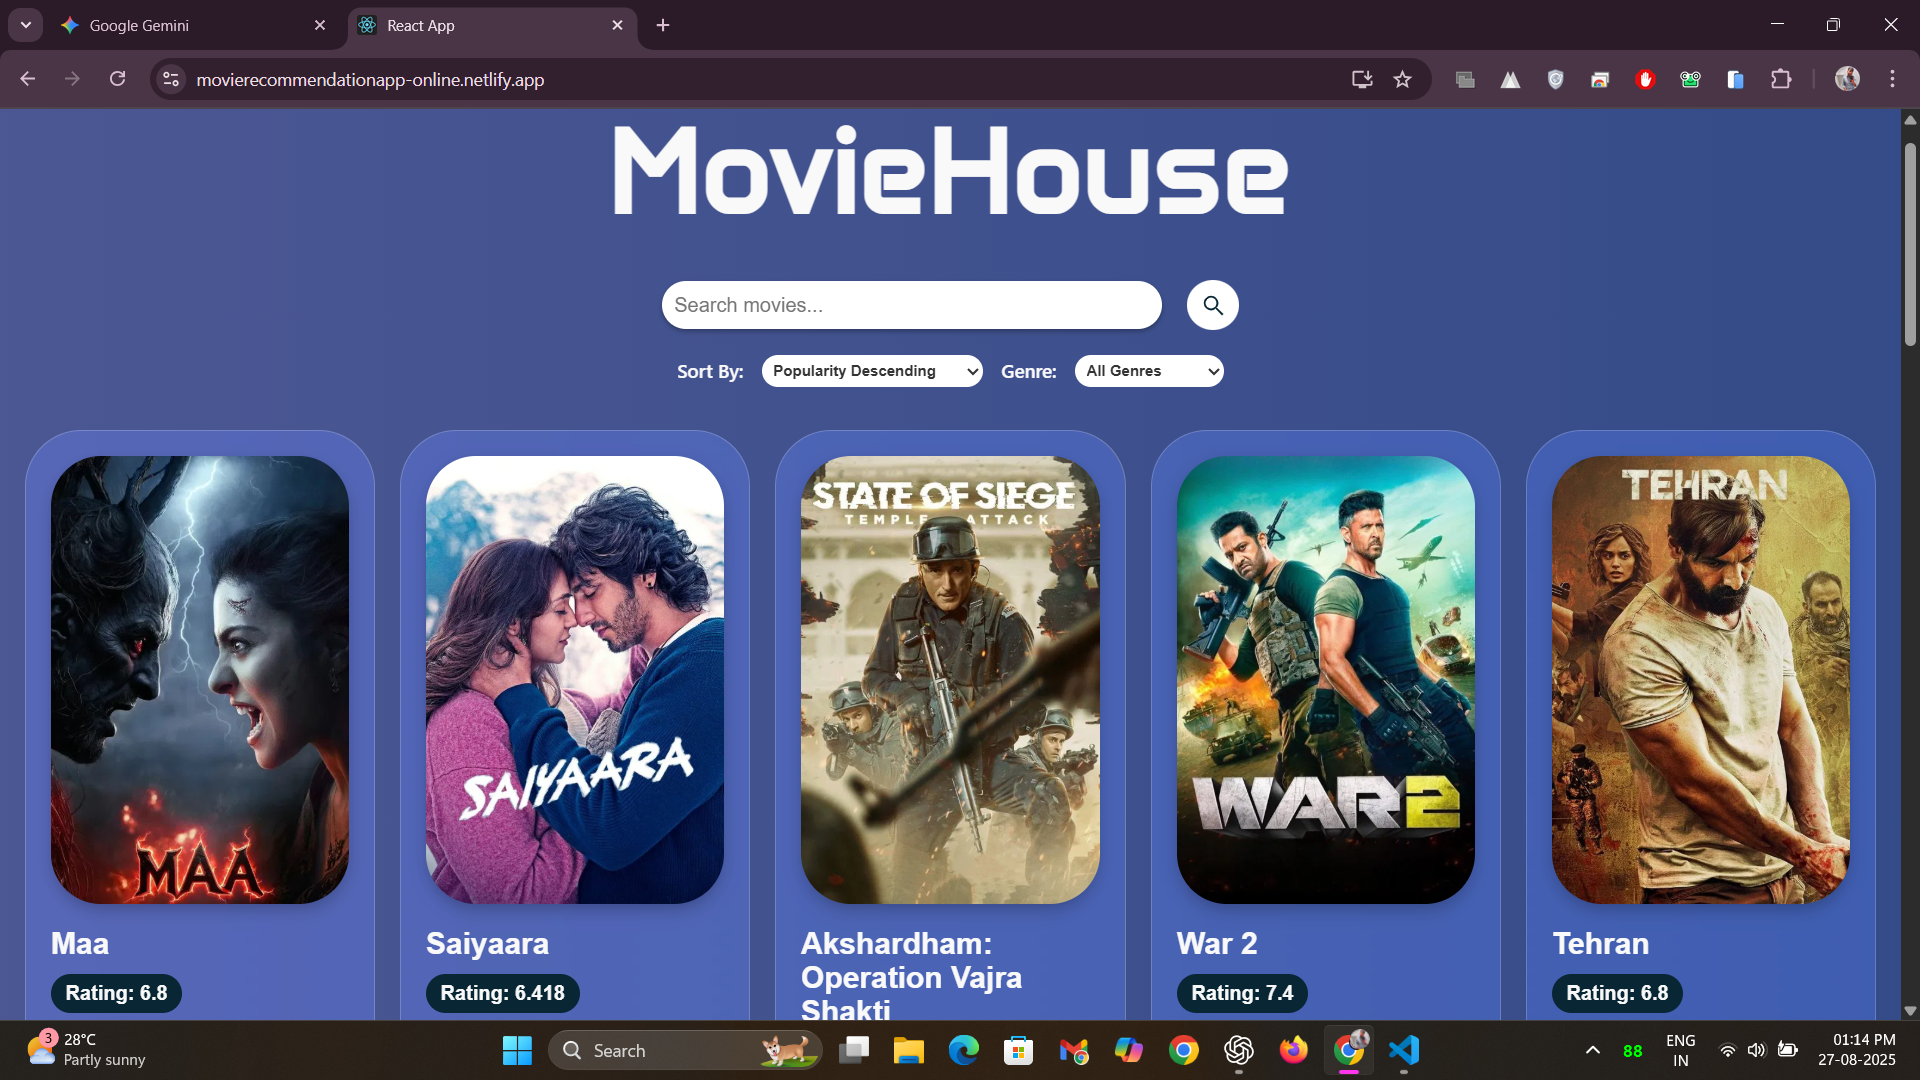 Google Gemini
React App
movierecommendationapp-online.netlify.app
MovieHouse
Search movies...
Sort By:
Popularity Descending
Genre:
All Genres
MAA
SAIYAARA
STATE OF SIEGE
TEMPLE ATTACK
WAR2
TEHRAN
Maa
Rating: 6.8
Saiyaara
Rating: 6.418
Akshardham:
Operation Vajra
Shakti
War 2
Rating: 7.4
Tehran
Rating: 6.8
3
28°C
Partly sunny
Search
88
ENG
IN
01:14 PM
27-08-2025